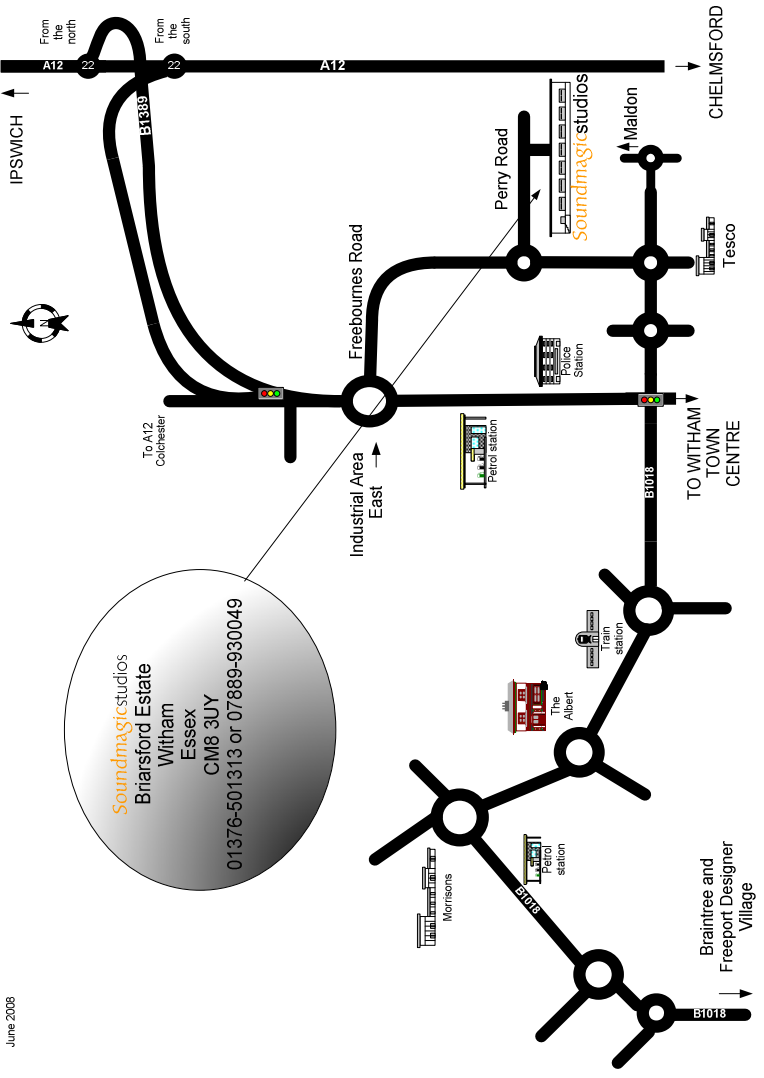 June 2008
Soundmagicstudios
Briarsford Estate
Witham
Essex
CM8 3UY
01376-501313 or 07889-930049
IPSWICH
From
the
north
From
the
south
22
22
A12
A12
CHELMSFORD
B1389
To A12
Colchester
Freebournes Road
Industrial Area
East
Perry Road
Soundmagicstudios
Maldon
Tesco
Police
Station
Petrol station
TO WITHAM
TOWN
CENTRE
B1018
Train
station
The
Albert
Morrisons
Petrol
station
B1018
Braintree and
Freeport Designer
Village
B1018
N